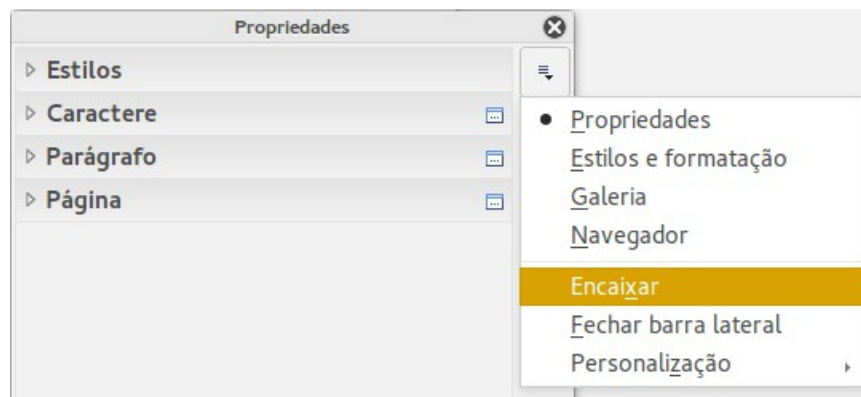 Propriedades
Estilos
Caractere
Parágrafo
Página
Propriedades
Estilos e formatação
Galeria
Navegador
Encaixar
Fechar barra lateral
Personalização